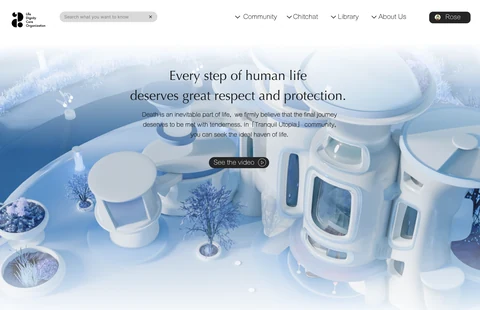 Life
Dignity
Care
Organization
Search what you want to know
×
Community
Chitchat
Library
About Us
Rose
Every step of human life
deserves great respect and protection.
Death is an inevitable part of life, we firmly believe that the final journey
deserves to be met with tenderness, in「Tranquil Utopia」 community,
you can seek the ideal haven of life.
See the video